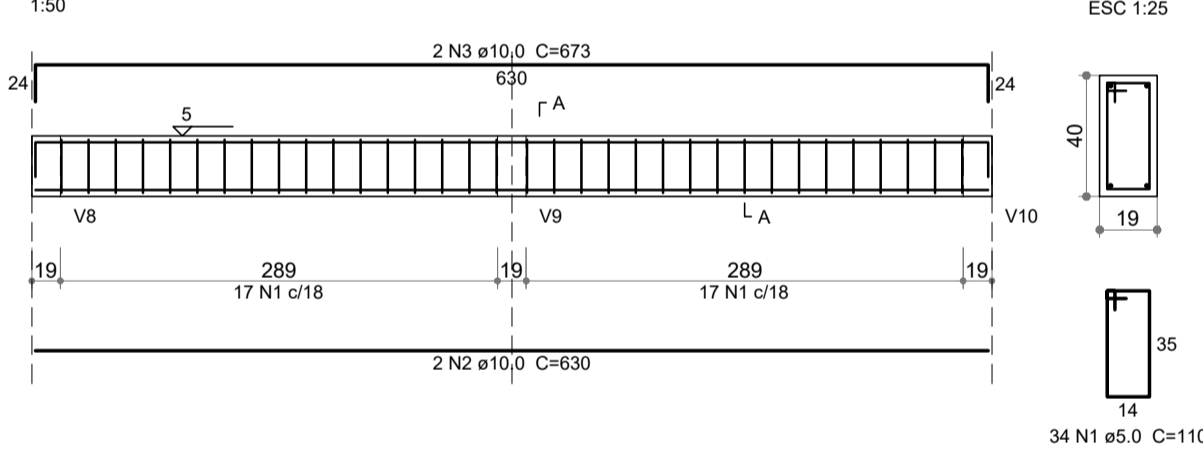 1:50
ESC 1:25
2 N3 ø10.0 C=673
24
630
24
A
5
40
V8
V9
A
V10
19
19
289
19
289
19
17 N1 c/18
17 N1 c/18
2 N2 ø10.0 C=630
35
14
34 N1 ø5.0 C=110